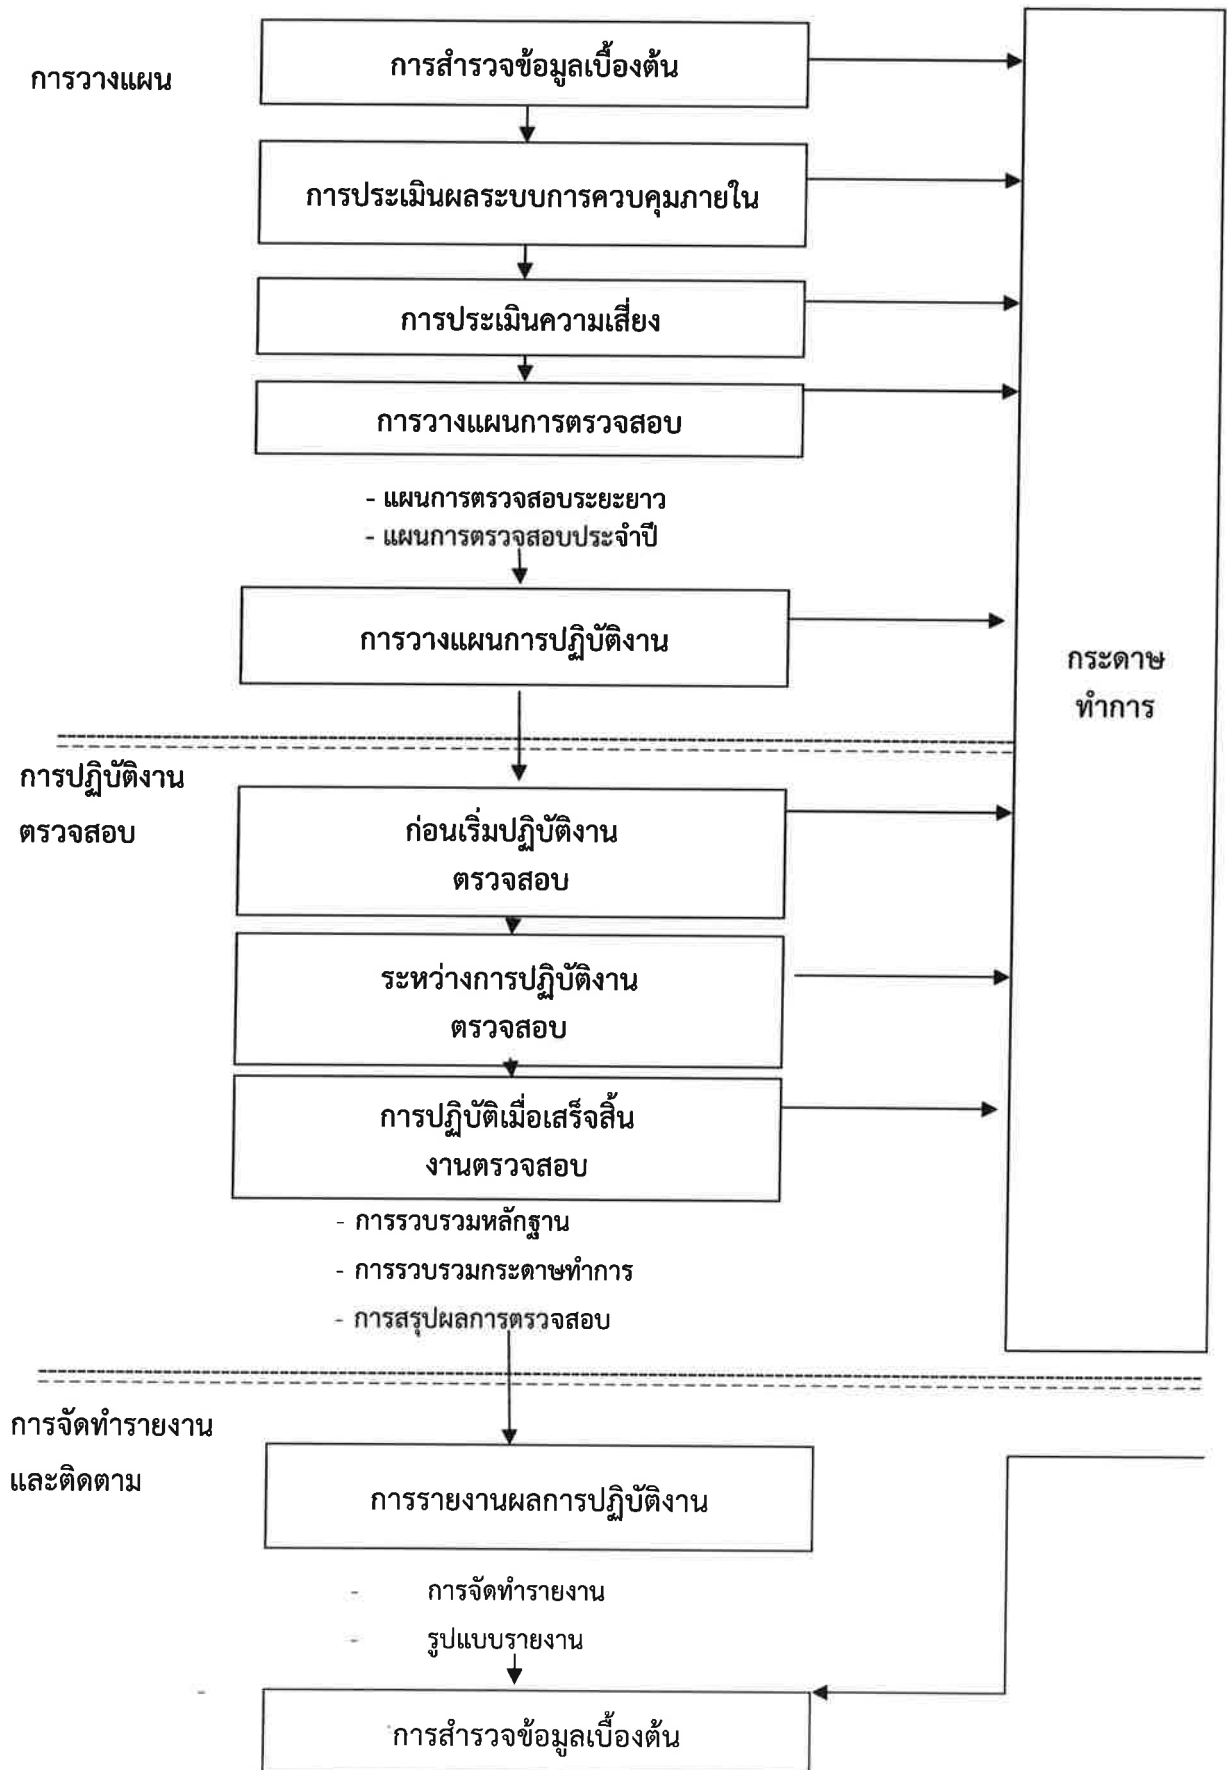 การวางแผน
การสำรวจข้อมูลเบื้องต้น
การประเมินผลระบบการควบคุมภายใน
การประเมินความเสี่ยง
การวางแผนการตรวจสอบ
- แผนการตรวจสอบระยะยาว
- แผนการตรวจสอบประจำปี
การวางแผนการปฏิบัติงาน
กระดาษ
ทำการ
การปฏิบัติงาน
ตรวจสอบ
ก่อนเริ่มปฏิบัติงาน
ตรวจสอบ
ระหว่างการปฏิบัติงาน
ตรวจสอบ
การปฏิบัติเมื่อเสร็จสิ้น
งานตรวจสอบ
- การรวบรวมหลักฐาน
- การรวบรวมกระดาษทำการ
- การสรุปผลการตรวจสอบ
การจัดทำรายงาน
และติดตาม
การรายงานผลการปฏิบัติงาน
- การจัดทำรายงาน
- รูปแบบรายงาน
-
การสำรวจข้อมูลเบื้องต้น